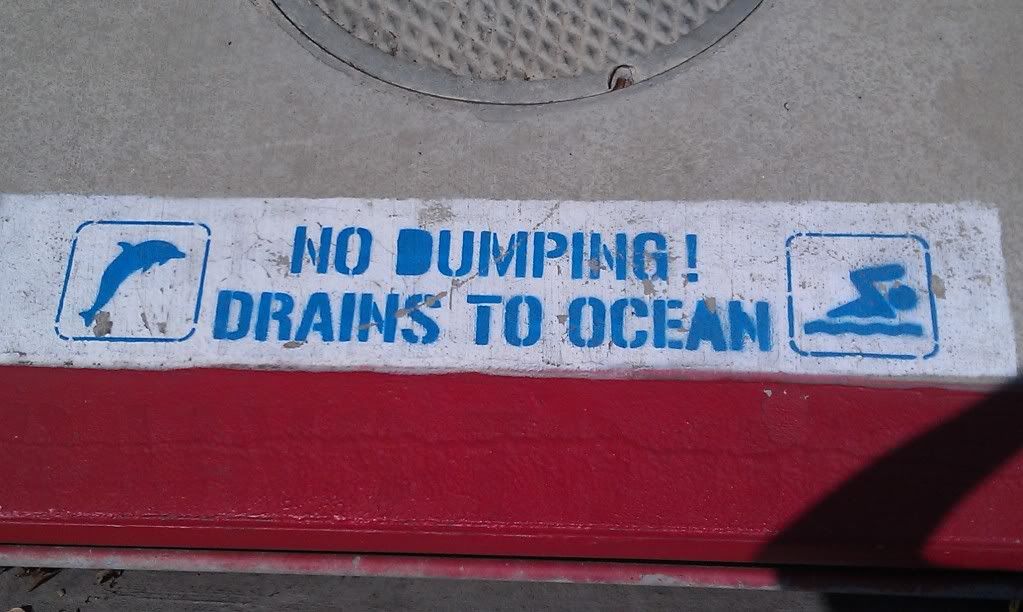 NO DUMPING!
DRAINS TO OCEAN